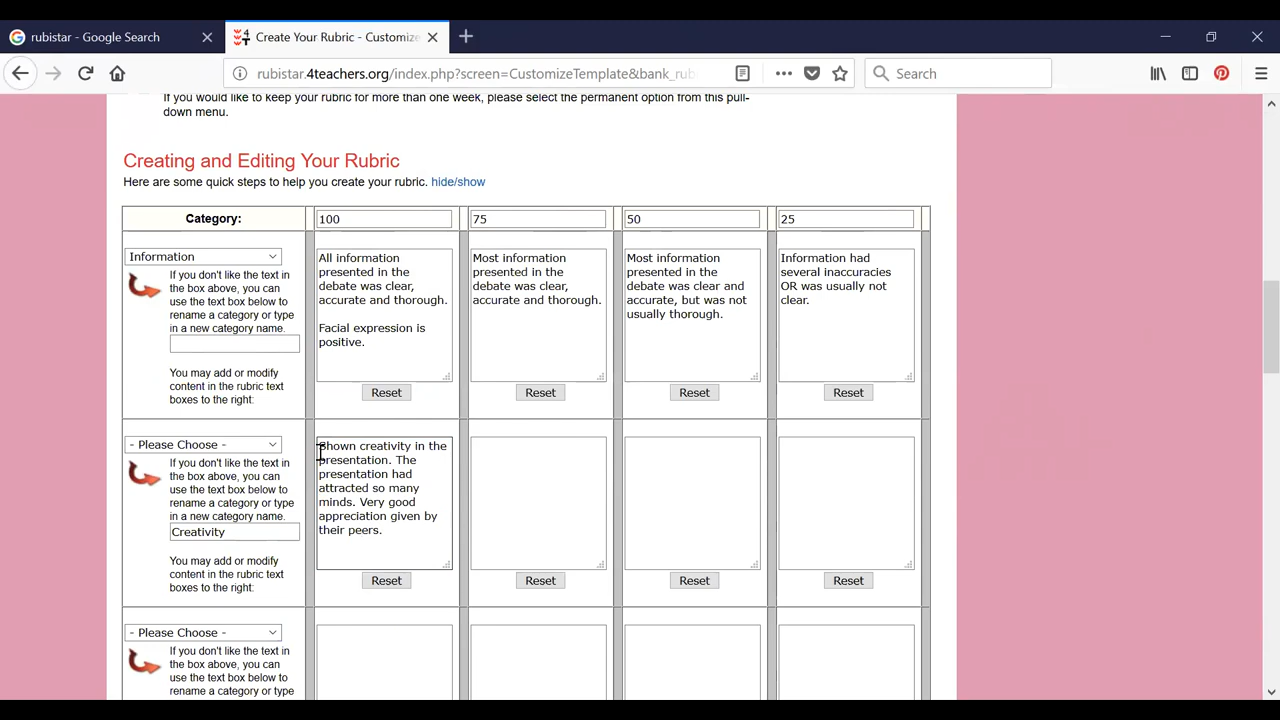 rubistar - Google Search
Create Your Rubric - Customize
rubistar.4teachers.org/index.php?screen=CustomizeTemplate&bank_rub
Search
If you would like to keep your rubric for more than one week, please select the permanent option from this pull-
down menu.
Creating and Editing Your Rubric
Here are some quick steps to help you create your rubric. hide/show
Category:
100
75
50
25
Information
If you don't like the text in
the box above, you can
use the text box below to
rename a category or type
in a new category name.
You may add or modify
content in the rubric text
boxes to the right:
All information
presented in the
debate was clear,
accurate and thorough.
Facial expression is
positive.
Reset
Most information
presented in the
debate was clear,
accurate and thorough.
Reset
Most information
presented in the
debate was clear and
accurate, but was not
usually thorough.
Reset
Information had
several inaccuracies
OR was usually not
clear.
Reset
- Please Choose -
If you don't like the text in
the box above, you can
use the text box below to
rename a category or type
in a new category name.
Creativity
You may add or modify
content in the rubric text
boxes to the right:
Shown creativity in the
presentation. The
presentation had
attracted so many
minds. Very good
appreciation given by
their peers.
Reset
Reset
Reset
Reset
- Please Choose -
If you don't like the text in
the box above, you can
use the text box below to
rename a category or type